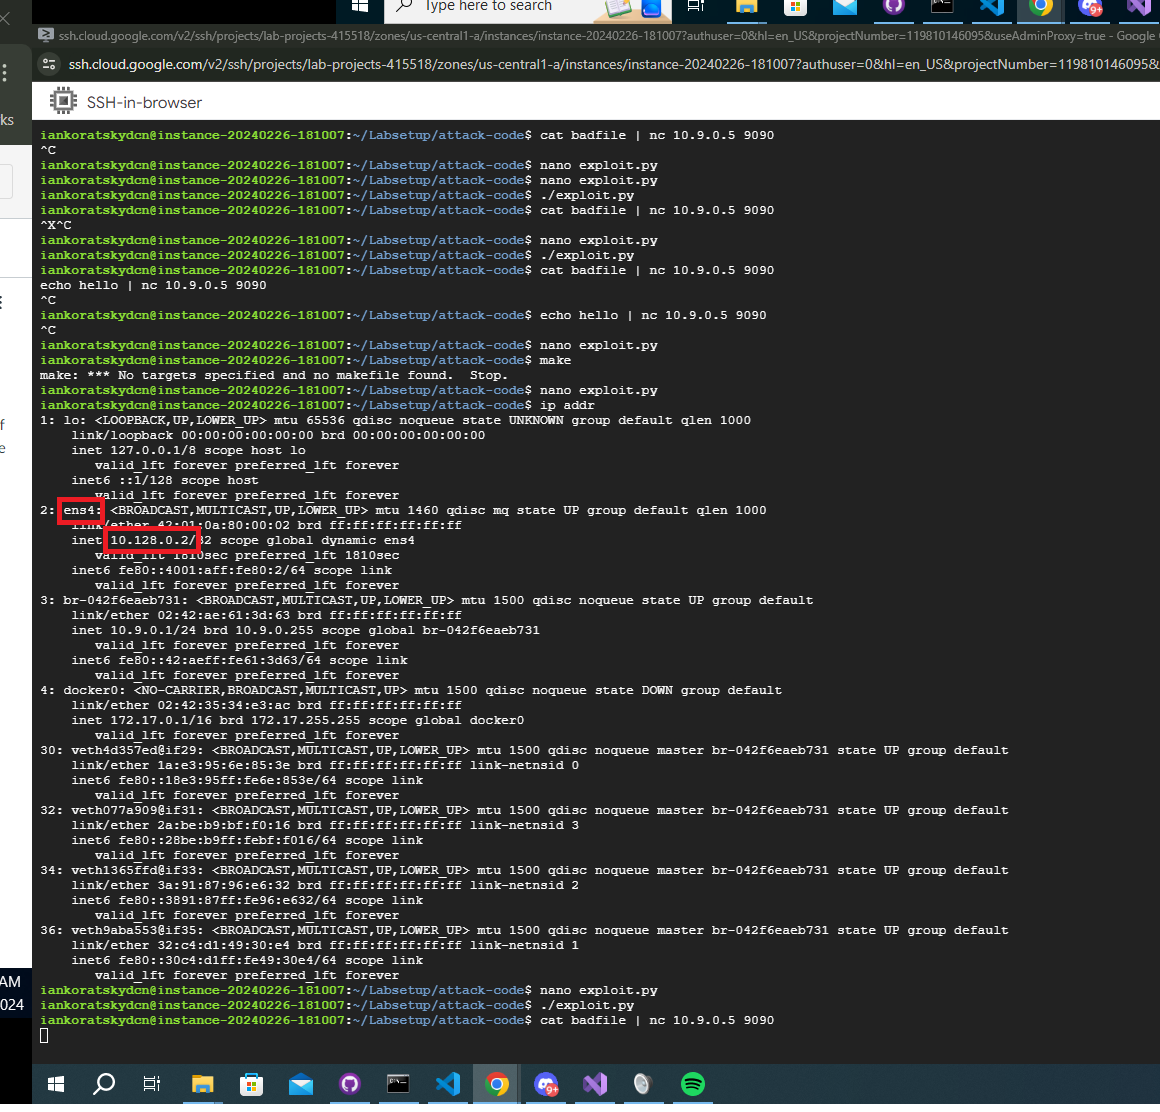 Type here to search
ssh.cloud.google.com/v2/ssh/projects/lab-projects-415518/zones/us-central1-a/instances/instance-20240226-181007?authuser=0&hl=en_US&projectNumber=119810146095&useAdminProxy=true - Google
ssh.cloud.google.com/v2/ssh/projects/lab-projects-415518/zones/us-central1-a/instances/instance-20240226-181007?authuser=0&hl=en_US&projectNumber=119810146095&
SSH-in-browser
ks
iankoratskydcn@instance-20240226-181007:~/Labsetup/attack-code$ cat badfile | nc 10.9.0.5 9090
^C
iankoratskydcn@instance-20240226-181007:~/Labsetup/attack-code$ nano exploit.py
iankoratskydcn@instance-20240226-181007:~/Labsetup/attack-code$ nano exploit.py
iankoratskydcn@instance-20240226-181007:~/Labsetup/attack-code$ ./exploit.py
iankoratskydcn@instance-20240226-181007:~/Labsetup/attack-code$ cat badfile | nc 10.9.0.5 9090
^X^C
iankoratskydcn@instance-20240226-181007:~/Labsetup/attack-code$ nano exploit.py
iankoratskydcn@instance-20240226-181007:~/Labsetup/attack-code$ ./exploit.py
iankoratskydcn@instance-20240226-181007:~/Labsetup/attack-code$ cat badfile | nc 10.9.0.5 9090
echo hello | nc 10.9.0.5 9090
^C
iankoratskydcn@instance-20240226-181007:~/Labsetup/attack-code$ echo hello | nc 10.9.0.5 9090
^C
iankoratskydcn@instance-20240226-181007:~/Labsetup/attack-code$ nano exploit.py
iankoratskydcn@instance-20240226-181007:~/Labsetup/attack-code$ make
make: *** No targets specified and no makefile found.  Stop.
iankoratskydcn@instance-20240226-181007:~/Labsetup/attack-code$ nano exploit.py
iankoratskydcn@instance-20240226-181007:~/Labsetup/attack-code$ ip addr
1: lo: <LOOPBACK,UP,LOWER_UP> mtu 65536 qdisc noqueue state UNKNOWN group default qlen 1000
link/loopback 00:00:00:00:00:00 brd 00:00:00:00:00:00
inet 127.0.0.1/8 scope host lo
valid_lft forever preferred_lft forever
inet6 ::1/128 scope host
valid_lft forever preferred_lft forever
2: ens4: <BROADCAST,MULTICAST,UP,LOWER_UP> mtu 1460 qdisc mq state UP group default qlen 1000
link/ether 42:01:0a:80:00:02 brd ff:ff:ff:ff:ff:ff
inet 10.128.0.2/32 scope global dynamic ens4
valid_lft 1810sec preferred_lft 1810sec
inet6 fe80::4001:aff:fe80:2/64 scope link
valid_lft forever preferred_lft forever
3: br-042f6eaeb731: <BROADCAST,MULTICAST,UP,LOWER_UP> mtu 1500 qdisc noqueue state UP group default
link/ether 02:42:ae:61:3d:63 brd ff:ff:ff:ff:ff:ff
inet 10.9.0.1/24 brd 10.9.0.255 scope global br-042f6eaeb731
valid_lft forever preferred_lft forever
inet6 fe80::42:aeff:fe61:3d63/64 scope link
valid_lft forever preferred_lft forever
4: docker0: <NO-CARRIER,BROADCAST,MULTICAST,UP> mtu 1500 qdisc noqueue state DOWN group default
link/ether 02:42:35:34:e3:ac brd ff:ff:ff:ff:ff:ff
inet 172.17.0.1/16 brd 172.17.255.255 scope global docker0
valid_lft forever preferred_lft forever
30: veth4d357ed@if29: <BROADCAST,MULTICAST,UP,LOWER_UP> mtu 1500 qdisc noqueue master br-042f6eaeb731 state UP group default
link/ether 1a:e3:95:6e:85:3e brd ff:ff:ff:ff:ff:ff link-netnsid 0
inet6 fe80::18e3:95ff:fe6e:853e/64 scope link
valid_lft forever preferred_lft forever
32: veth077a909@if31: <BROADCAST,MULTICAST,UP,LOWER_UP> mtu 1500 qdisc noqueue master br-042f6eaeb731 state UP group default
link/ether 2a:be:b9:bf:f0:16 brd ff:ff:ff:ff:ff:ff link-netnsid 3
inet6 fe80::28be:b9ff:febf:f016/64 scope link
valid_lft forever preferred_lft forever
34: veth1365ffd@if33: <BROADCAST,MULTICAST,UP,LOWER_UP> mtu 1500 qdisc noqueue master br-042f6eaeb731 state UP group default
link/ether 3a:91:87:96:e6:32 brd ff:ff:ff:ff:ff:ff link-netnsid 2
inet6 fe80::3891:87ff:fe96:e632/64 scope link
valid_lft forever preferred_lft forever
36: veth9aba553@if35: <BROADCAST,MULTICAST,UP,LOWER_UP> mtu 1500 qdisc noqueue master br-042f6eaeb731 state UP group default
link/ether 32:c4:d1:49:30:e4 brd ff:ff:ff:ff:ff:ff link-netnsid 1
inet6 fe80::30c4:d1ff:fe49:30e4/64 scope link
valid_lft forever preferred_lft forever
iankoratskydcn@instance-20240226-181007:~/Labsetup/attack-code$ nano exploit.py
iankoratskydcn@instance-20240226-181007:~/Labsetup/attack-code$ ./exploit.py
iankoratskydcn@instance-20240226-181007:~/Labsetup/attack-code$ cat badfile | nc 10.9.0.5 9090
AM
024
9+